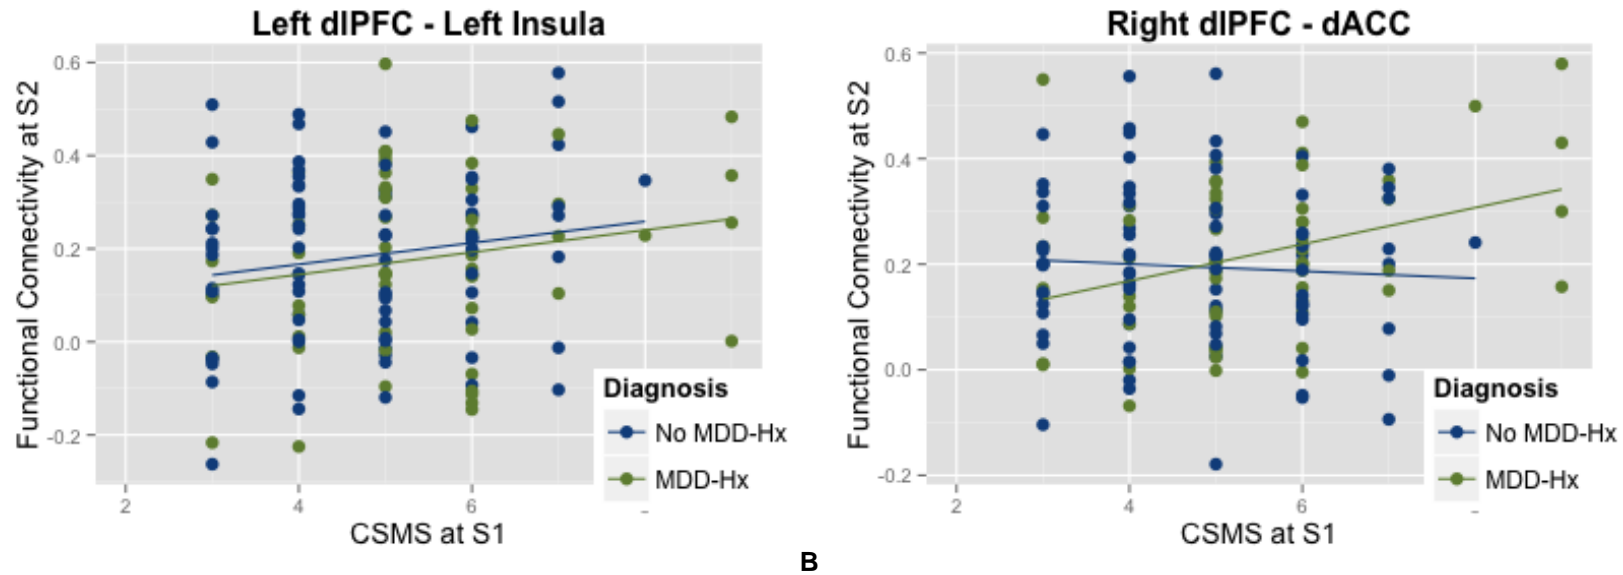 Left dlPFC - Left Insula
Functional Connectivity at S2
0.6
0.4
0.2
0.0
-0.2
2
4
6
CSMS at S1
Diagnosis
No MDD-Hx
MDD-Hx
Right dlPFC - dACC
Functional Connectivity at S2
0.6
0.4
0.2
0.0
-0.2
2
4
6
CSMS at S1
Diagnosis
No MDD-Hx
MDD-Hx
B